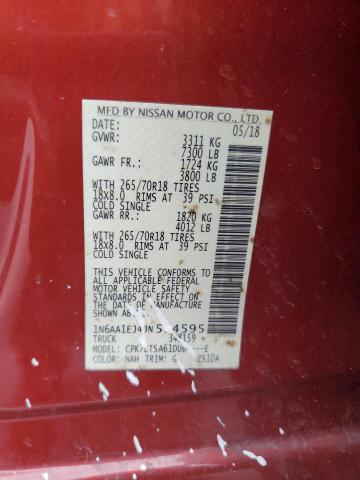 MFD BY NISSAN MOTOR CO., LTD.
DATE: 05/18
GVWR: 3311 KG
7300 LB
GAWR FR.: 1724 KG
3800 LB
WITH 265/70R18 TIRES
18x8.0 RIMS AT 39 PSI
COLD SINGLE
GAWR RR.: 1820 KG
4012 LB
WITH 265/70R18 TIRES
18x8.0 RIMS AT 39 PSI
COLD SINGLE
THIS VEHICLE CONFORMS TO
ALL APPLICABLE FEDERAL
MOTOR VEHICLE SAFETY
STANDARDS IN EFFECT ON
THE DATE OF MANUFACTURE
SHOWN ABOVE.
TRUCK
COLOR: NAH TRIM: